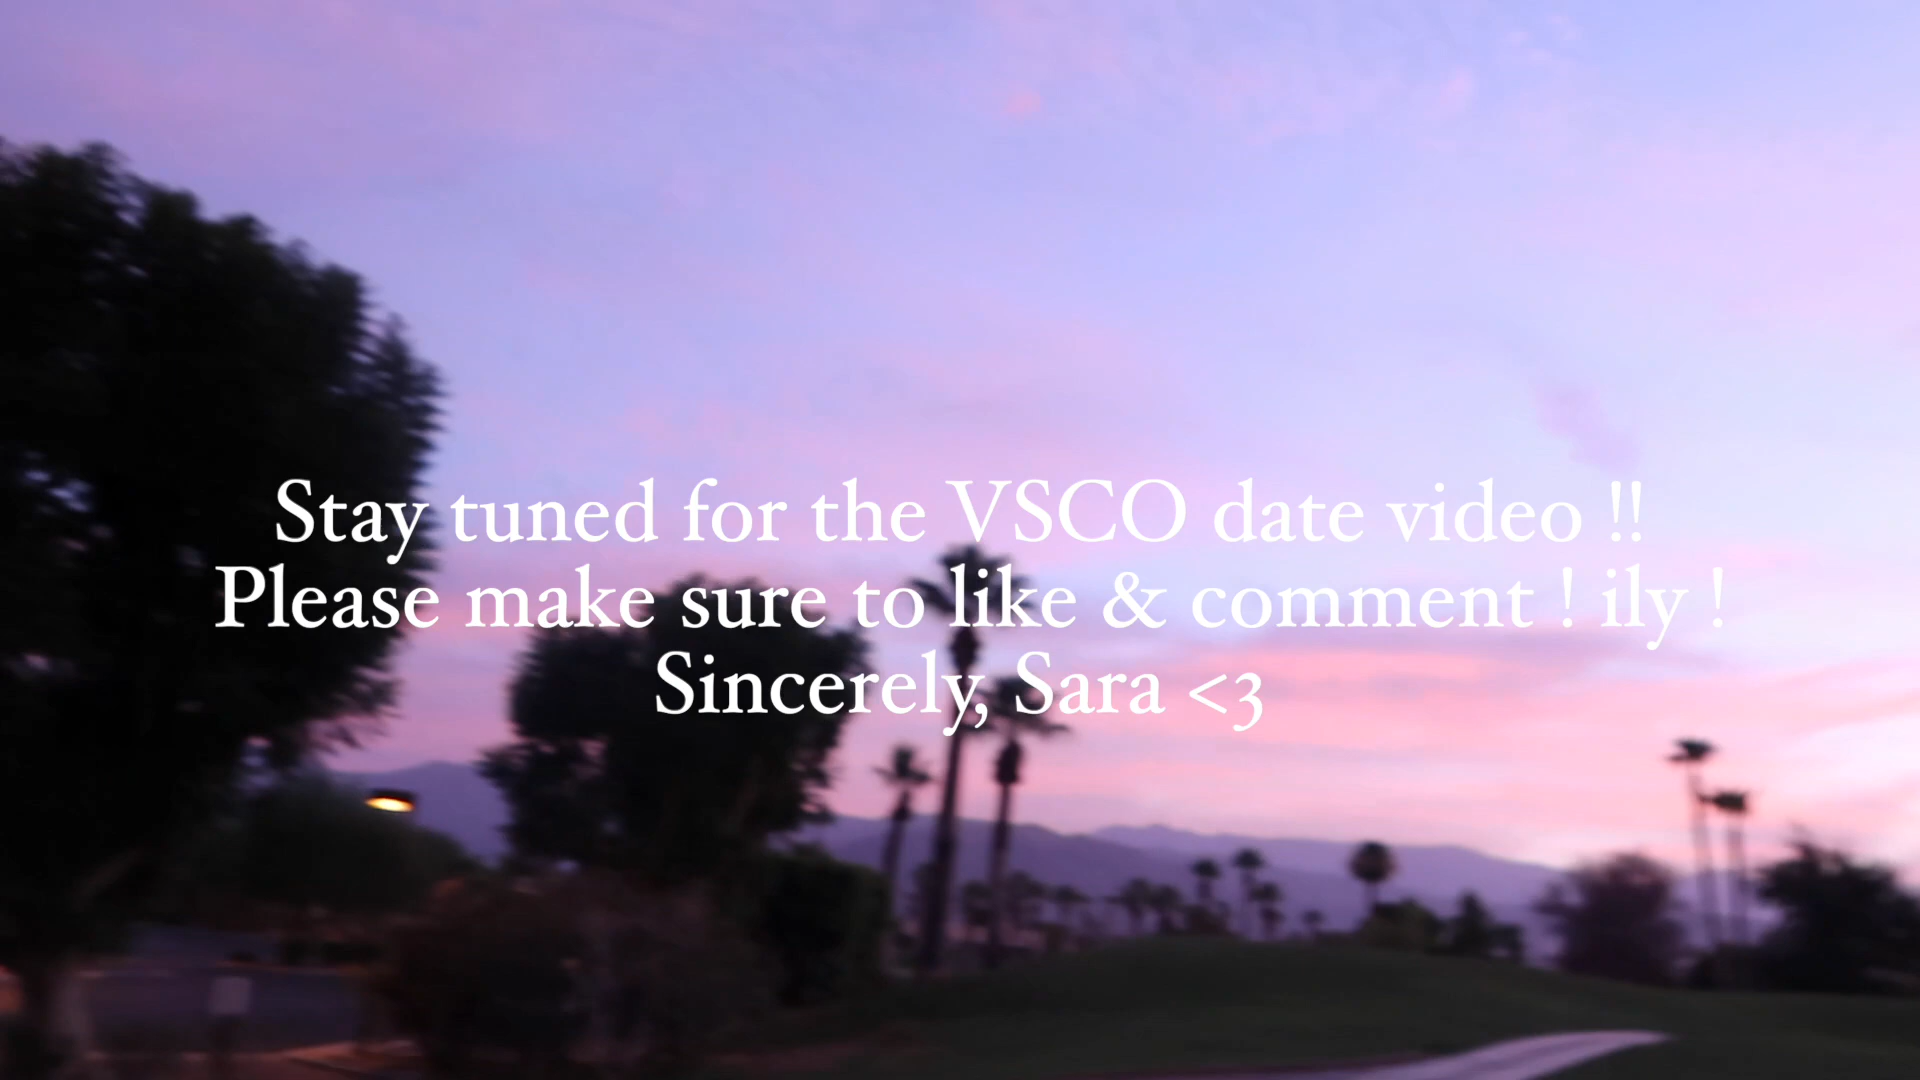 Stay tuned for the VSCO date video !!
Please make sure to like & comment ! ily !
Sincerely, Sara <3